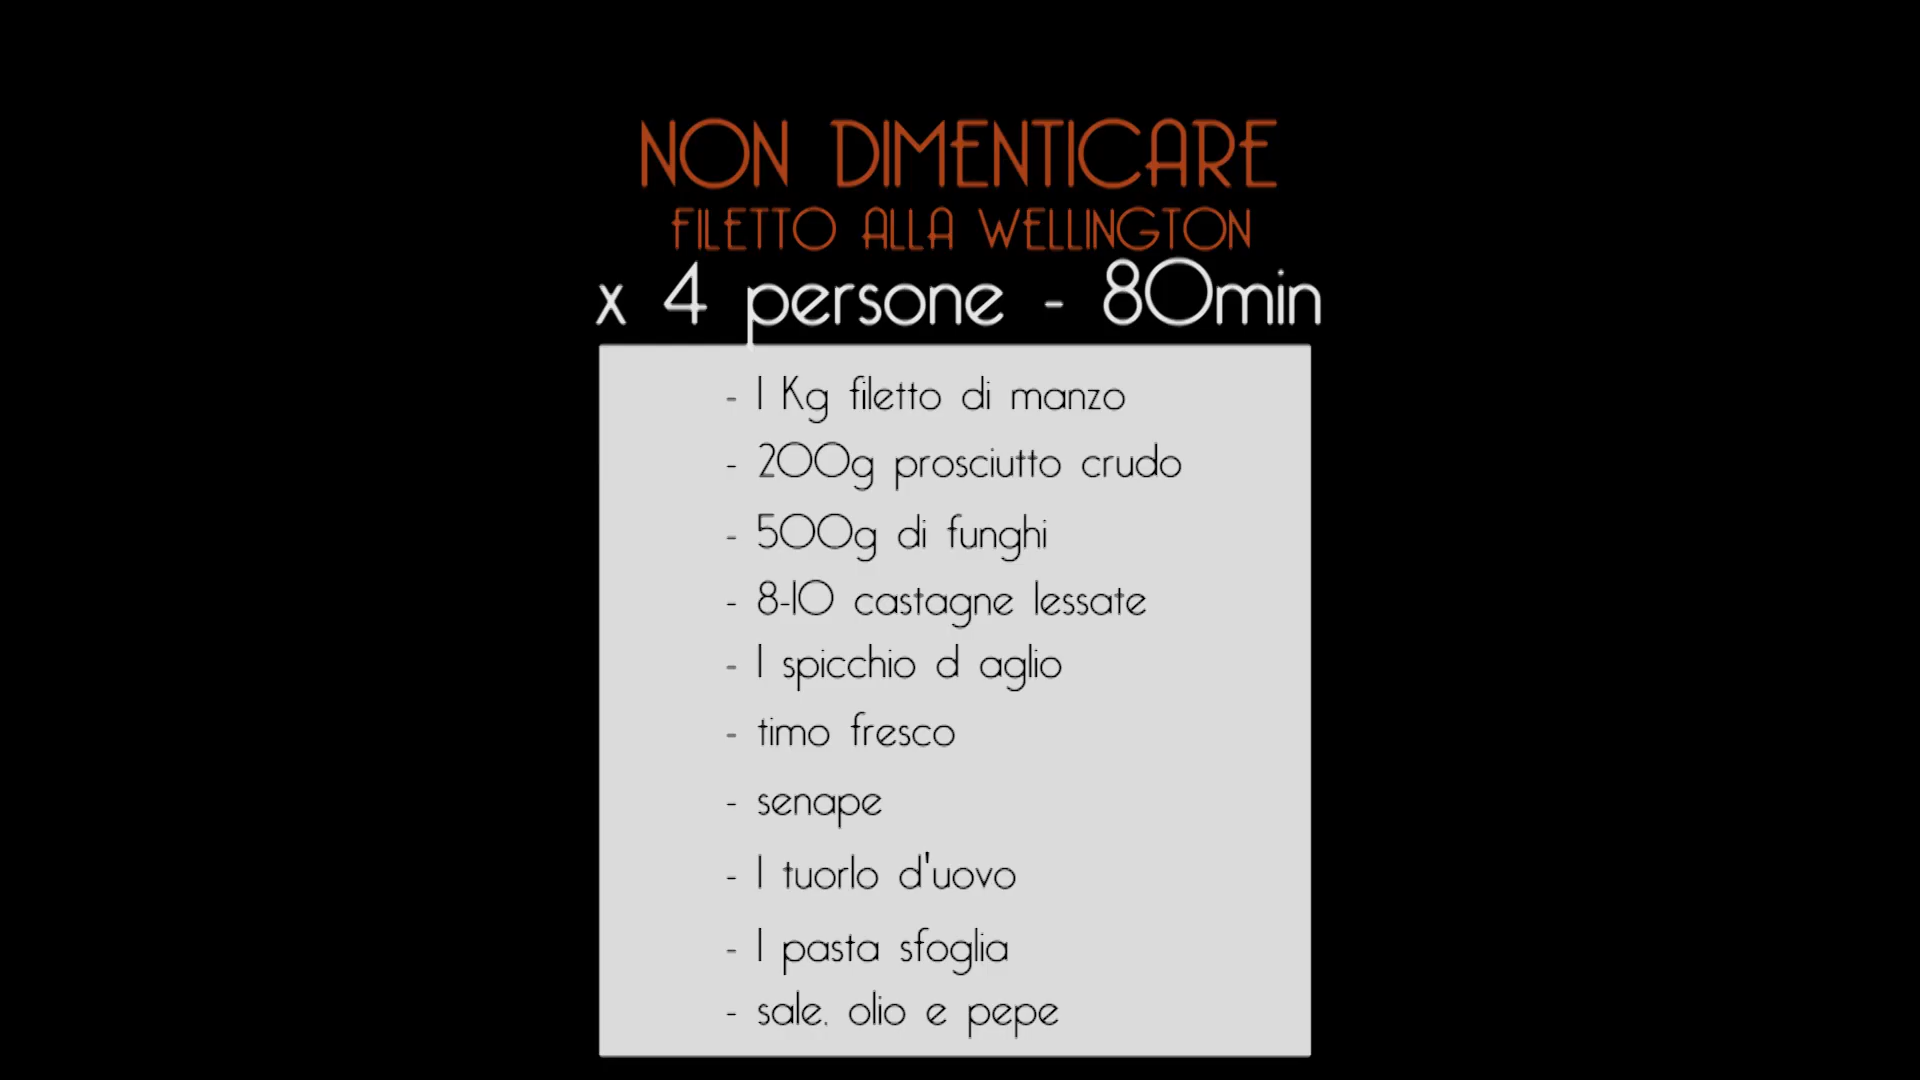 NON DIMENTICARE
FILETTO ALLA WELLINGTON
x 4 persone - 80min
- 1 Kg filetto di manzo
- 200g prosciutto crudo
- 500g di funghi
- 8-10 castagne lessate
- 1 spicchio d aglio
- timo fresco
- senape
- 1 tuorlo d'uovo
- 1 pasta sfoglia
- sale. olio e pepe